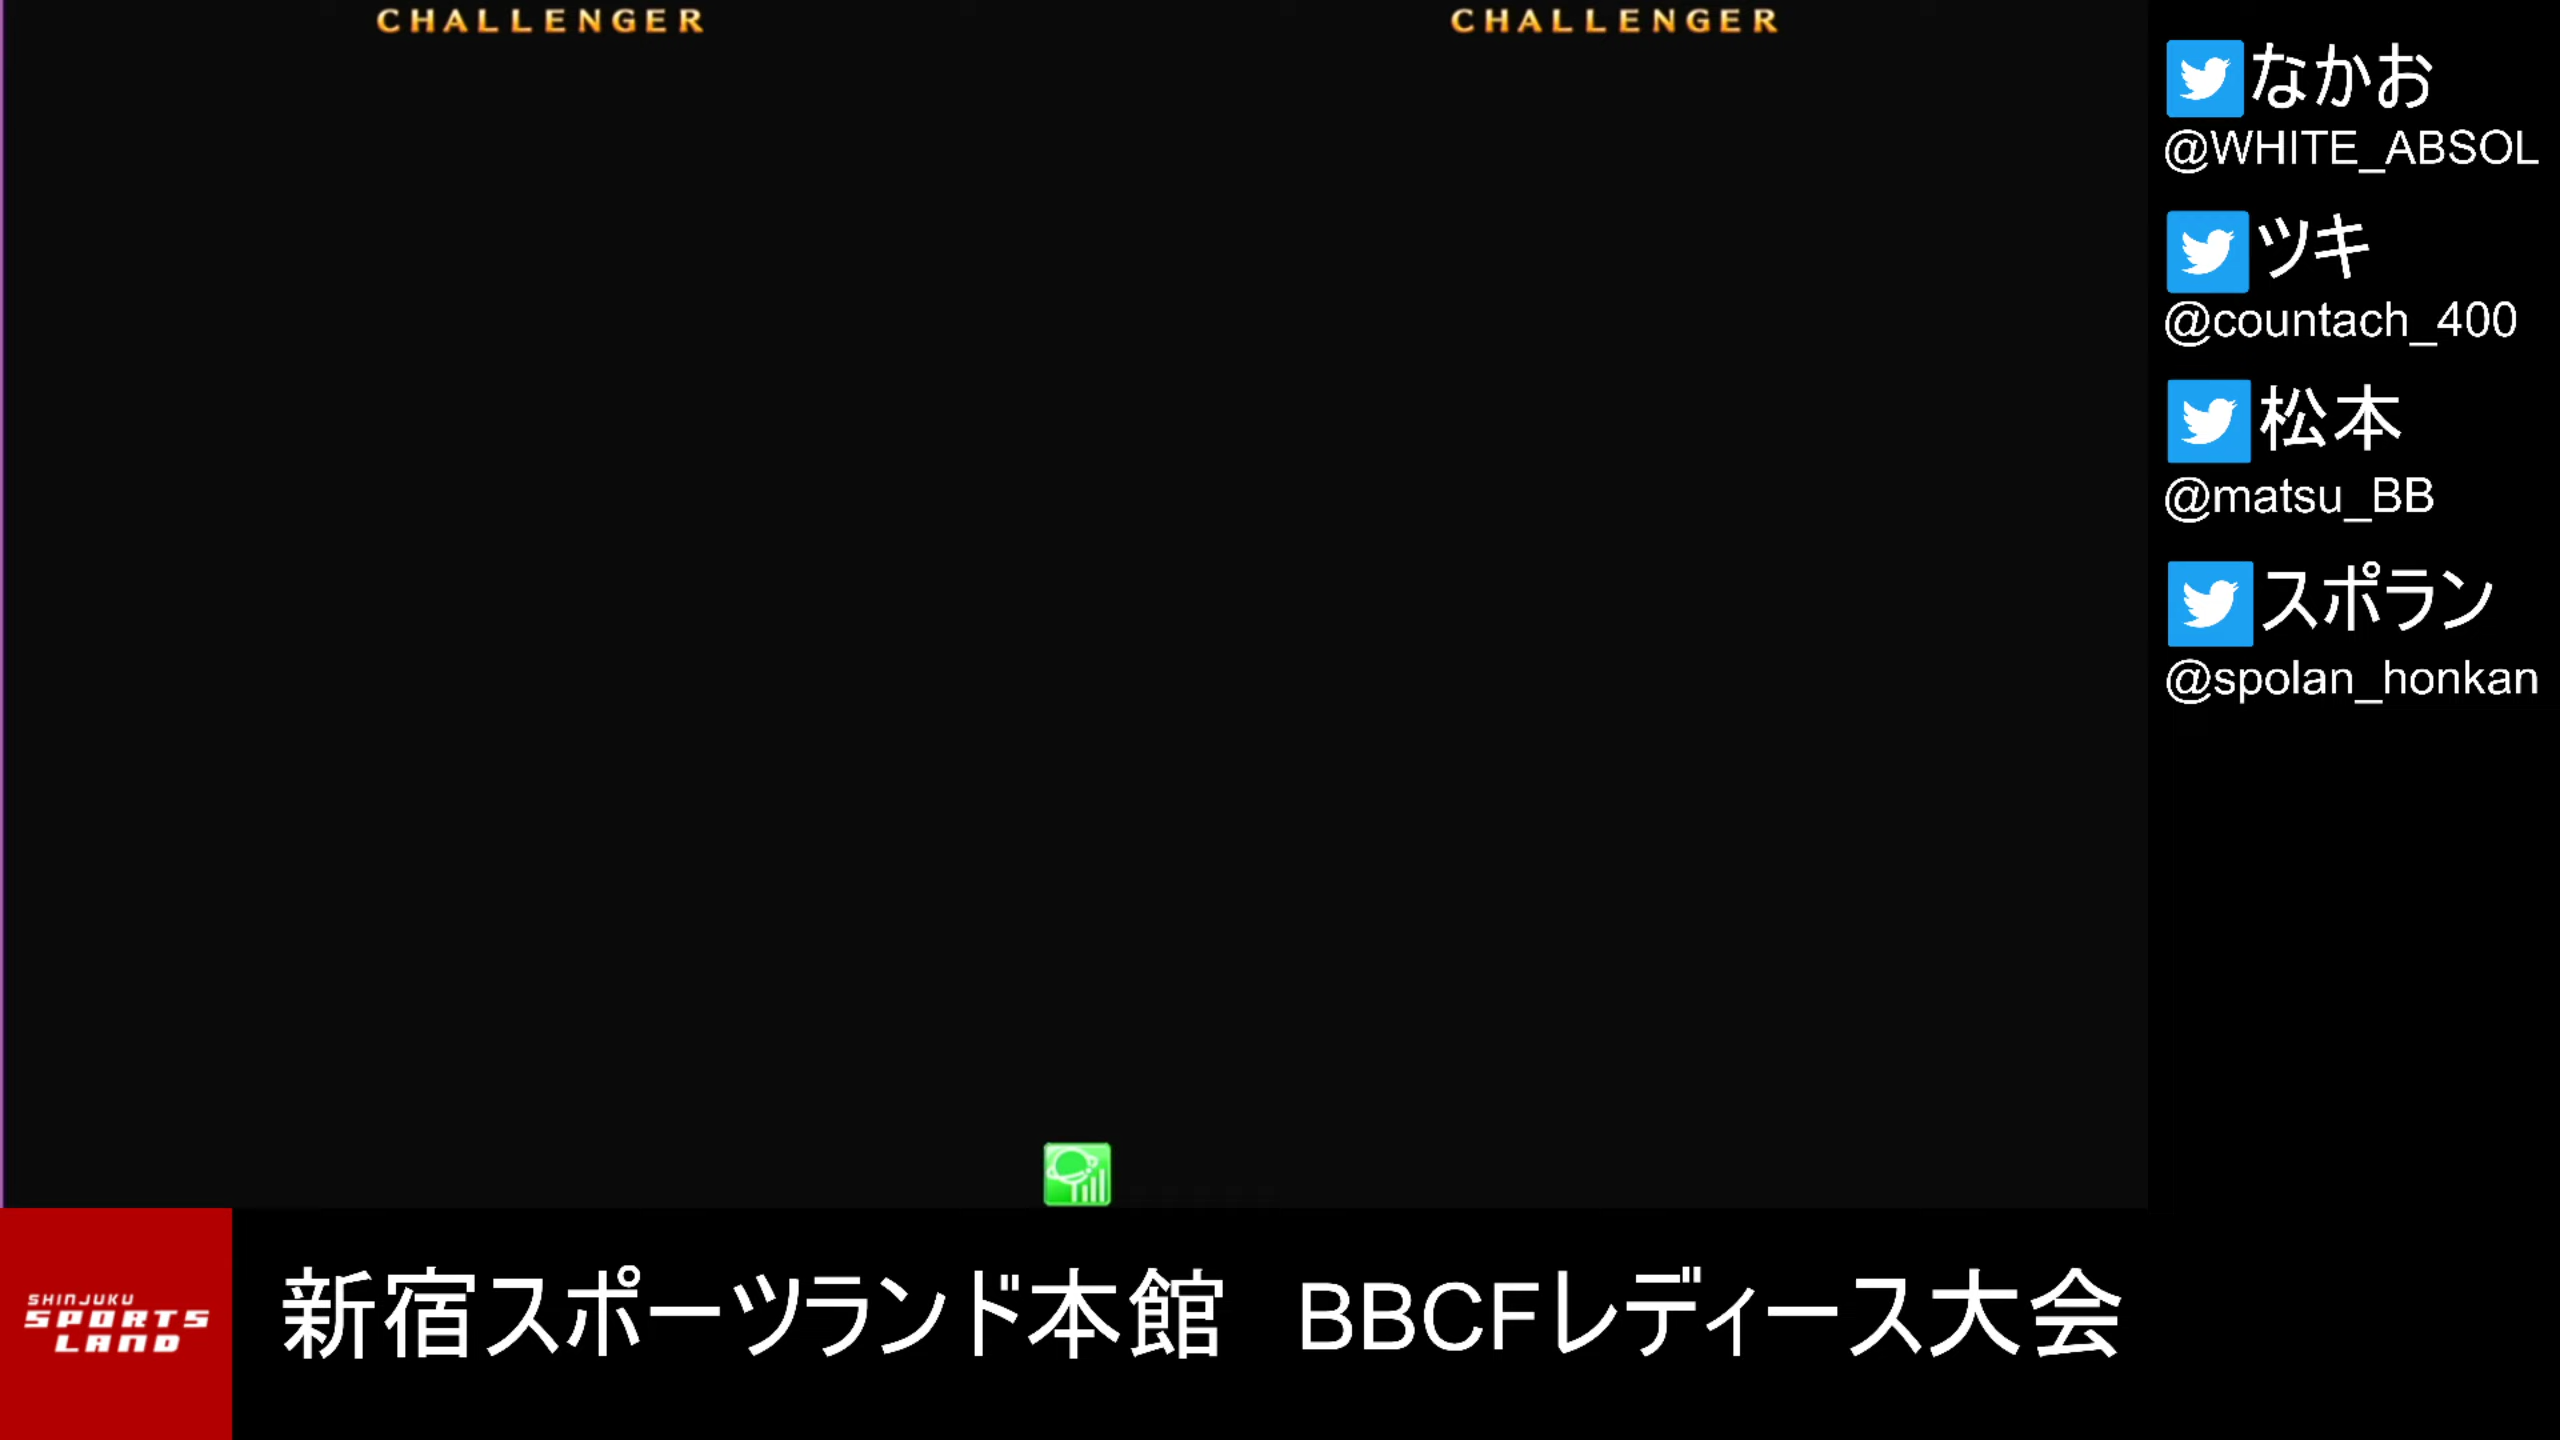 CHALLENGER
CHALLENGER
なかお
@WHITE_ABSOL
ツキ
@countach_400
松本
@matsu_BB
スポラン
@spolan_honkan
SHINJUKU
SPORTS
LAND
新宿スポーツランド本館　BBCFレディース大会